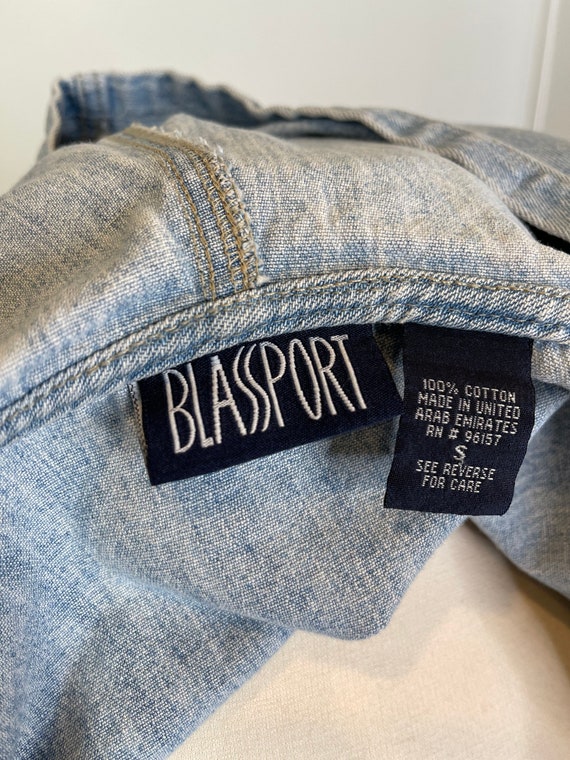 BLASSPORT
100% COTTON
MADE IN UNITED
ARAB EMIRATES
RN # 96157
S
SEE REVERSE
FOR CARE